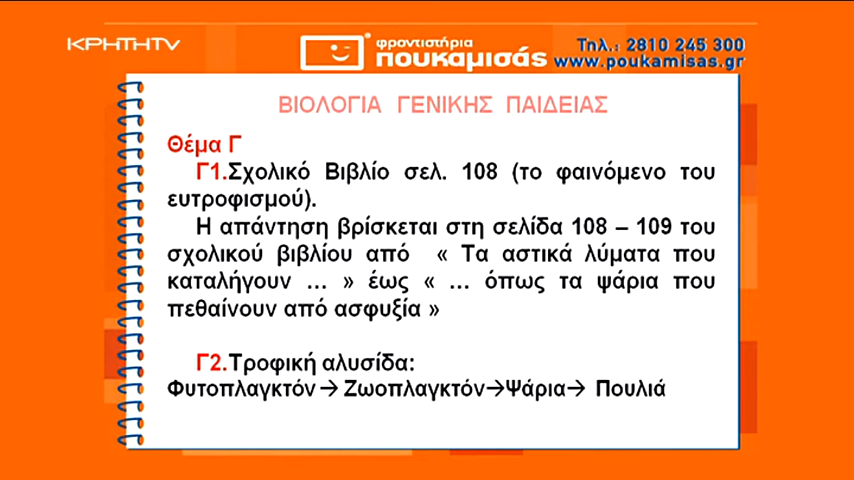 ΚΡΗΤΗTV
φροντιστήρια
πουκαμισάς
Τηλ.: 2810 245 300
www.poukamisas.gr
ΒΙΟΛΟΓΙΑ ΓΕΝΙΚΗΣ ΠΑΙΔΕΙΑΣ
Θέμα Γ
Γ1.Σχολικό Βιβλίο σελ. 108 (το φαινόμενο του
ευτροφισμού).
Η απάντηση βρίσκεται στη σελίδα 108 – 109 του
σχολικού βιβλίου από « Τα αστικά λύματα που
καταλήγουν … » έως « … όπως τα ψάρια που
πεθαίνουν από ασφυξία »
Γ2.Τροφική αλυσίδα:
Φυτοπλαγκτόν→ Ζωοπλαγκτόν→Ψάρια→ Πουλιά